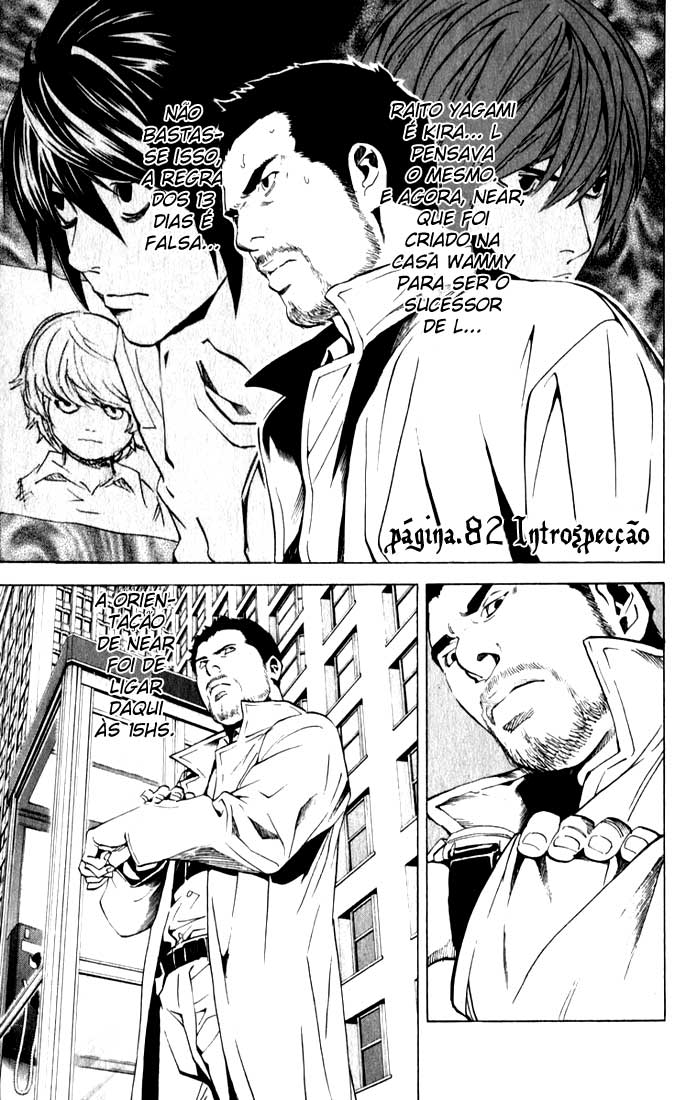 RAITO YAGAMI
É KIRA... L
PENSAVA
O MESMO.
E AGORA, NEAR,
QUE FOI
CRIADO NA
CASA WAMMY
PARA SER O
SUCESSOR
DE L...
NÃO
BASTAS-
SE ISSO,
A REGRA
DOS 13
DIAS É
FALSA...
página.82 Introspecção
A ORIEN-
TAÇÃO
DE NEAR
FOI DE
LIGAR
DAQUI
ÀS 15HS.